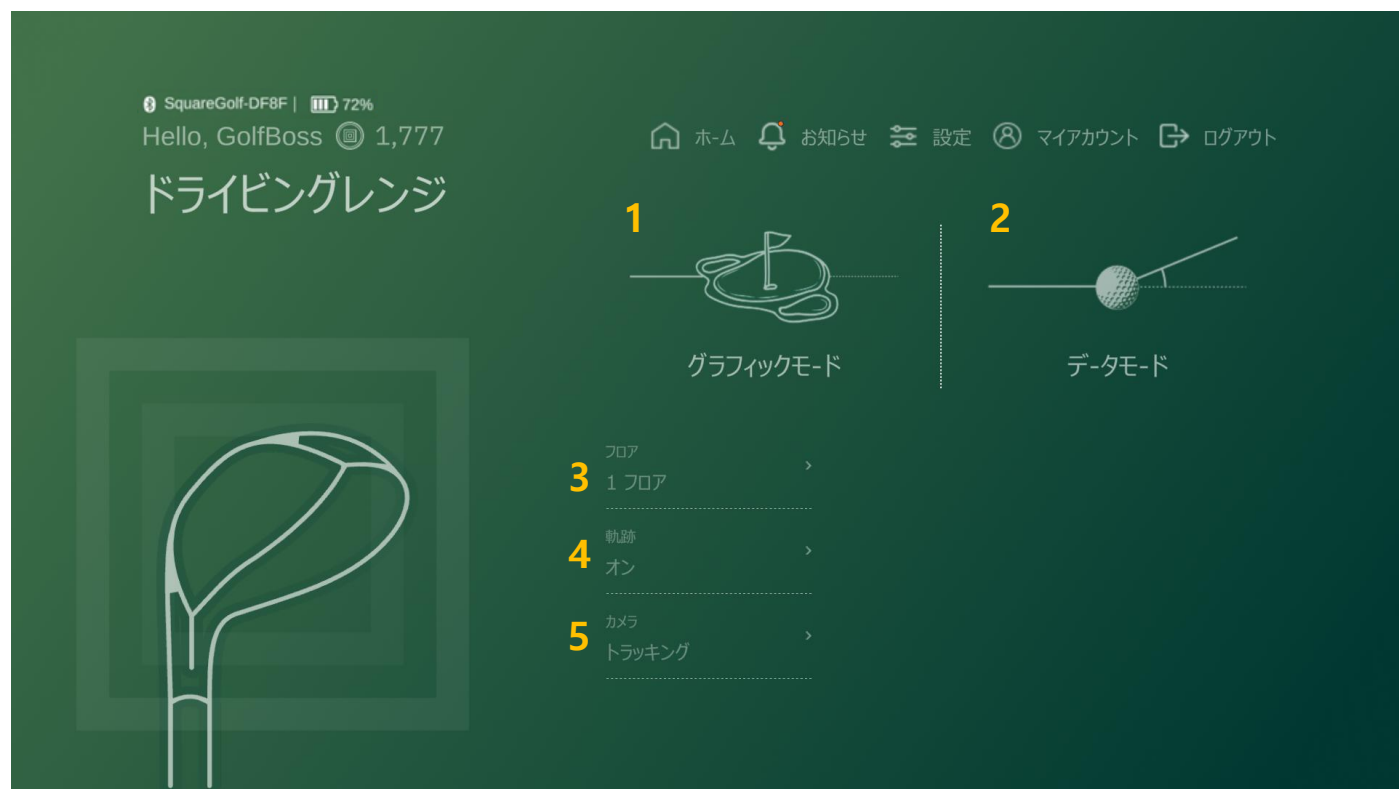 SquareGolf-DF8F | 72%
Hello, GolfBoss 1,777
ホーム お知らせ 設定 マイアカウント ログアウト
ドライビングレンジ
1
2
グラフィックモード
データモード
フロア
3
1 フロア
軌跡
4
オン
カメラ
5
トラッキング